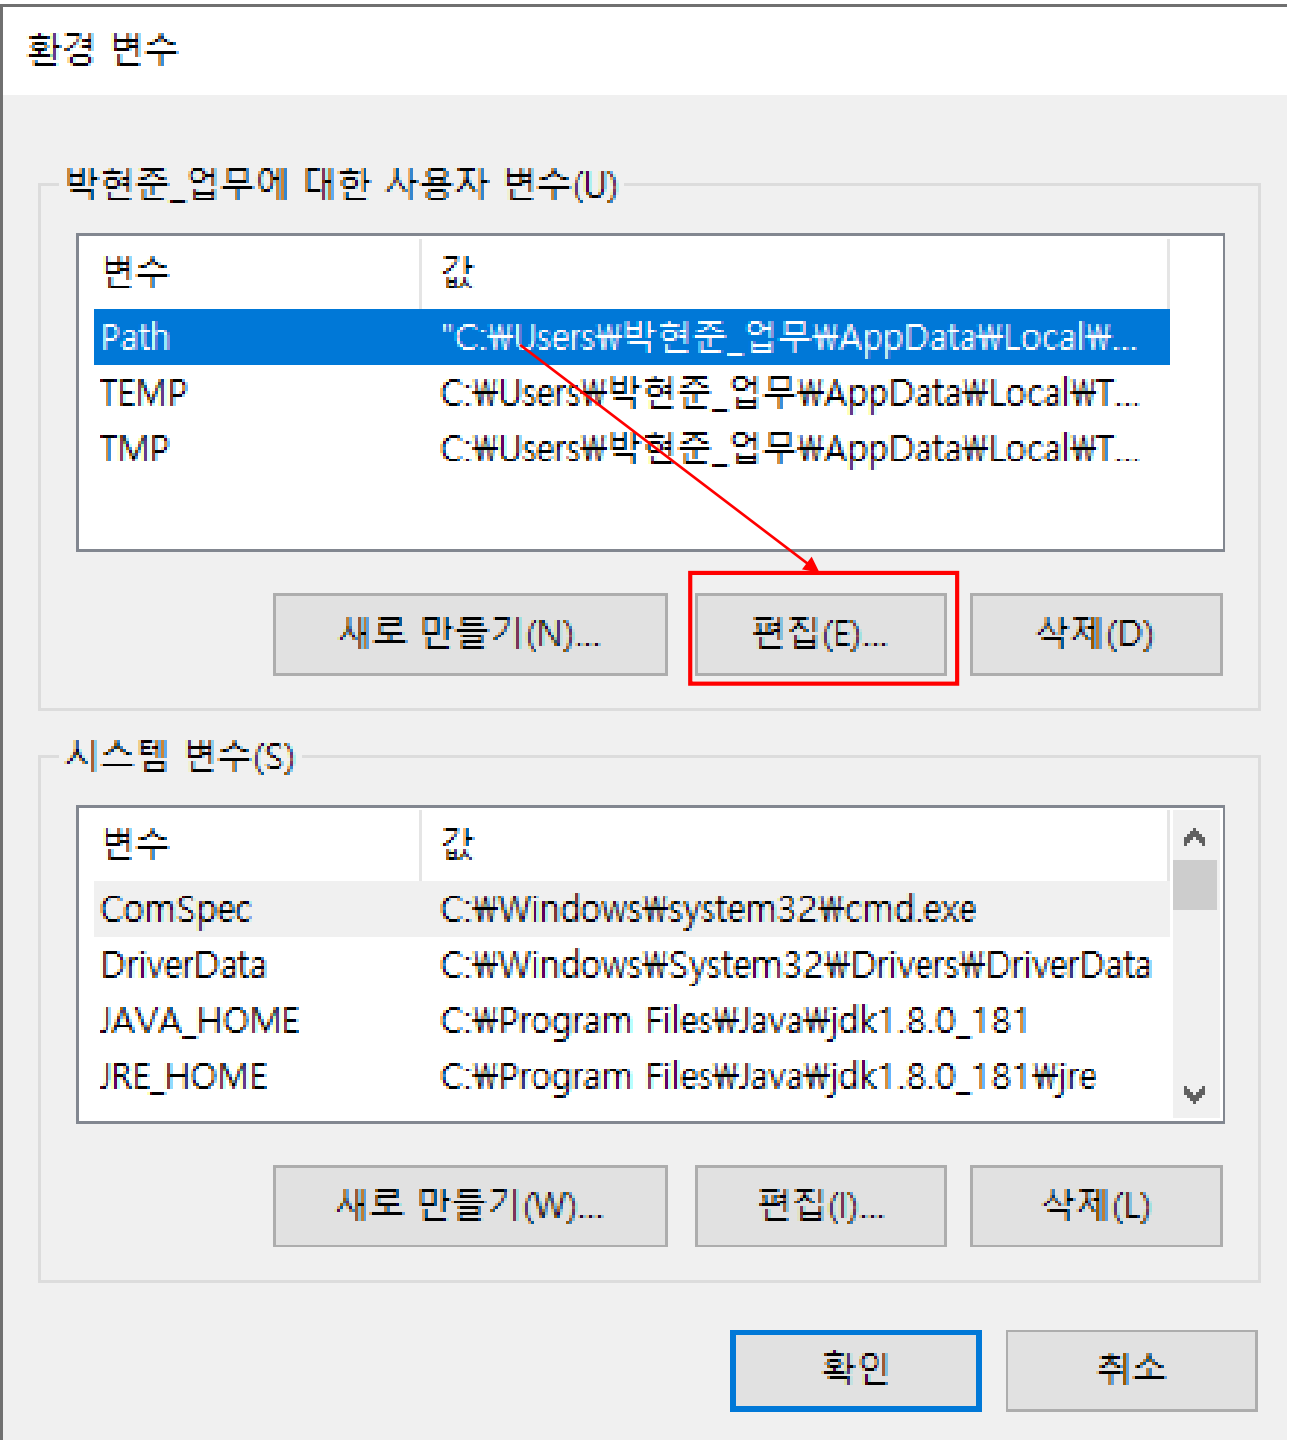 환경 변수
박현준_업무에 대한 사용자 변수(U)
변수 값
Path "C:₩Users₩박현준_업무₩AppData₩Local₩...
TEMP C:₩Users₩박현준_업무₩AppData₩Local₩T...
TMP C:₩Users₩박현준_업무₩AppData₩Local₩T...
새로 만들기(N)... 편집(E)... 삭제(D)
시스템 변수(S)
변수 값
ComSpec C:₩Windows₩system32₩cmd.exe
DriverData C:₩Windows₩System32₩Drivers₩DriverData
JAVA_HOME C:₩Program Files₩Java₩jdk1.8.0_181
JRE_HOME C:₩Program Files₩Java₩jdk1.8.0_181₩jre
새로 만들기(W)... 편집(I)... 삭제(L)
확인 취소